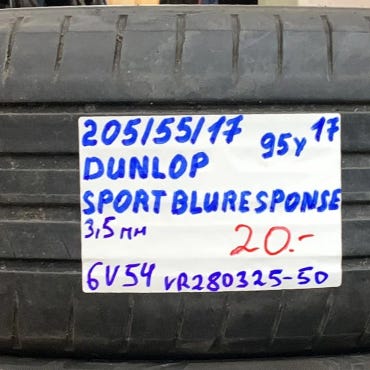 205/55/17 95y 17
DUNLOP
SPORT BLURESPONSE
3,5 мм 20.-
6V54 VR280325-50